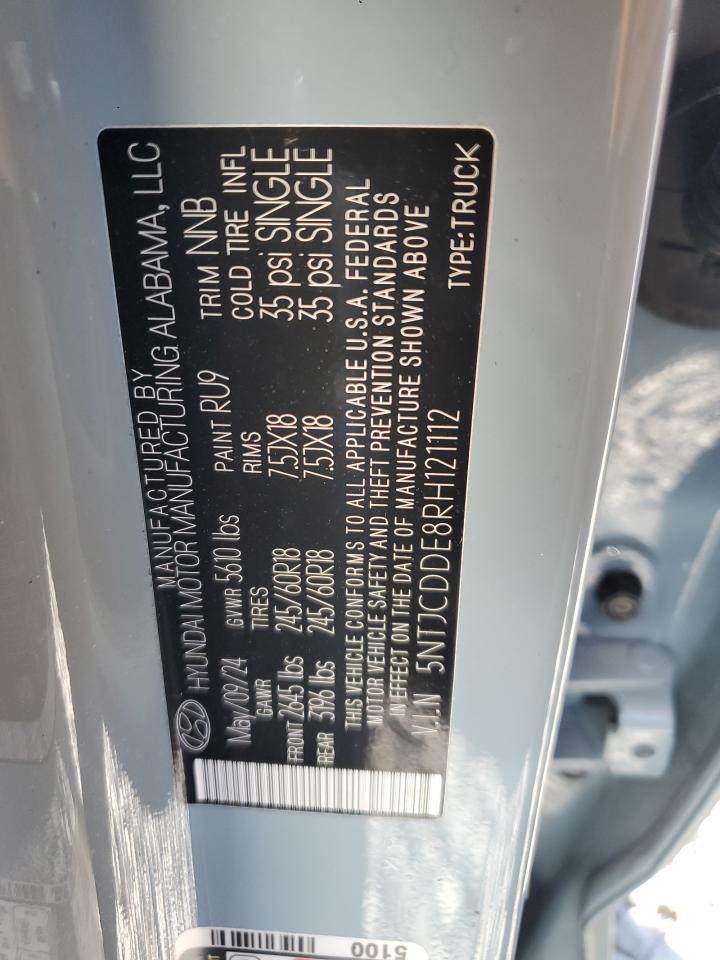 MANUFACTURED BY
HYUNDAI MOTOR MANUFACTURING ALABAMA, LLC
May/09/24 GVWR 5610 lbs PAINT RU9 TRIM NNB
GAWR TIRES RIMS COLD TIRE INFL
FRONT 2645 lbs 245/60R18 7.5JX18 35 psi SINGLE
REAR 3196 lbs 245/60R18 7.5JX18 35 psi SINGLE
THIS VEHICLE CONFORMS TO ALL APPLICABLE U.S.A. FEDERAL
MOTOR VEHICLE SAFETY AND THEFT PREVENTION STANDARDS
IN EFFECT ON THE DATE OF MANUFACTURE SHOWN ABOVE
V.I.N 5NTJCDDE8RH121112 TYPE:TRUCK
5100